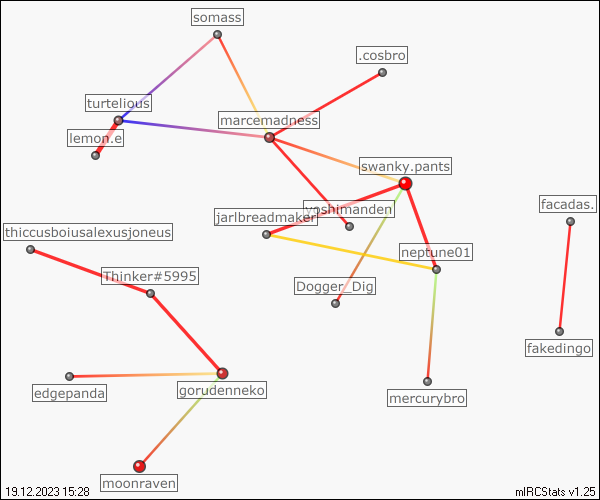 somass
.cosbro
turtelious
marcemadness
lemon.e
swanky.pants
yoshimanden
facadas.
jarlbreadmaker
thiccusboiusalexusjoneus
neptune01
Thinker#5995
Dogger_Dig
fakedingo
edgepanda
gorudenneko
mercurybro
moonraven
19.12.2023 15:28
mIRCStats v1.25